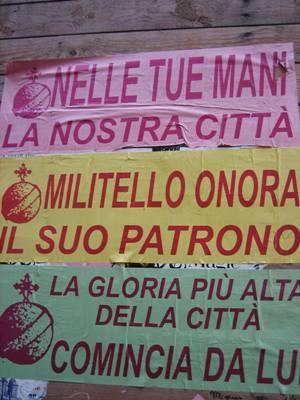 NELLE TUE MANI
LA NOSTRA CITTÀ
MILITELLO ONORA
IL SUO PATRONO
LA GLORIA PIÙ ALTA
DELLA CITTÀ
COMINCIA DA LUI